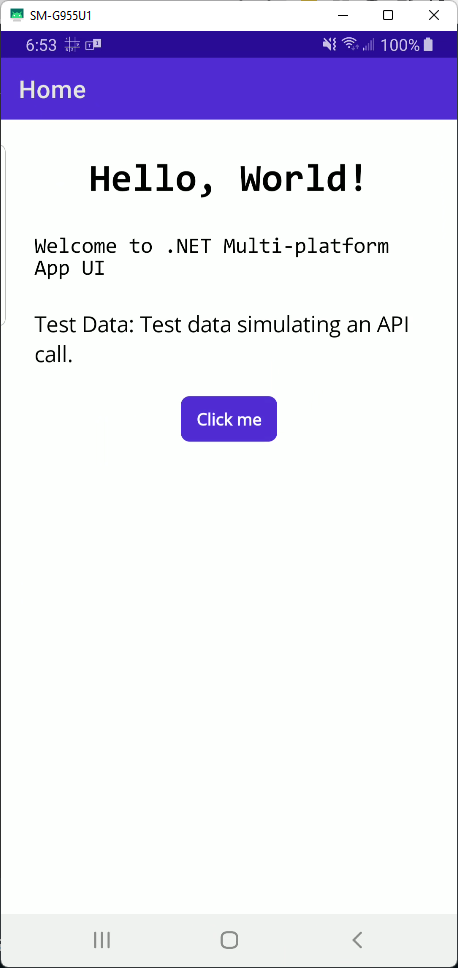 SM-G955U1
6:53 100%
Home
Hello, World!
Welcome to .NET Multi-platform
App UI
Test Data: Test data simulating an API
call.
Click me